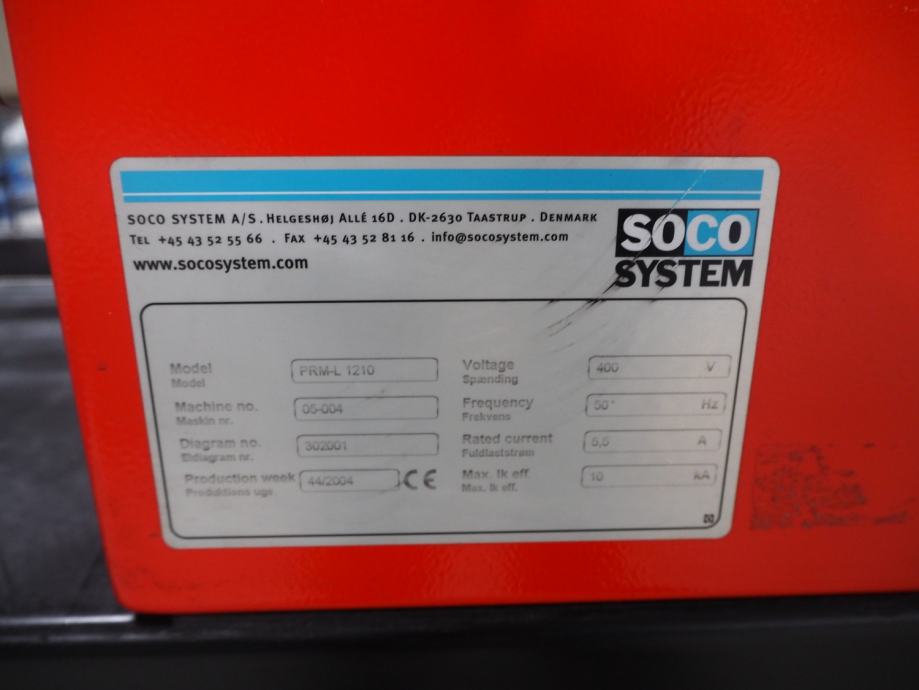 SOCO SYSTEM A/S . HELGESHØJ ALLÉ 16D . DK-2630 TAASTRUP . DENMARK
TEL +45 43 52 55 66 . FAX +45 43 52 81 16 . info@socosystem.com
www.socosystem.com
SOCO
SYSTEM
Model PRM-L 1210
Model
Machine no. 05-004
Maskin nr.
Diagram no. 302001
Eldiagram nr.
Production week 44/2004 CE
Produktions uge
Voltage 400 V
Spænding
Frequency 50* Hz
Frekvens
Rated current 5,5 A
Fuldlaststrøm
Max. Ik eff. 10 kA
Max. Ik eff.